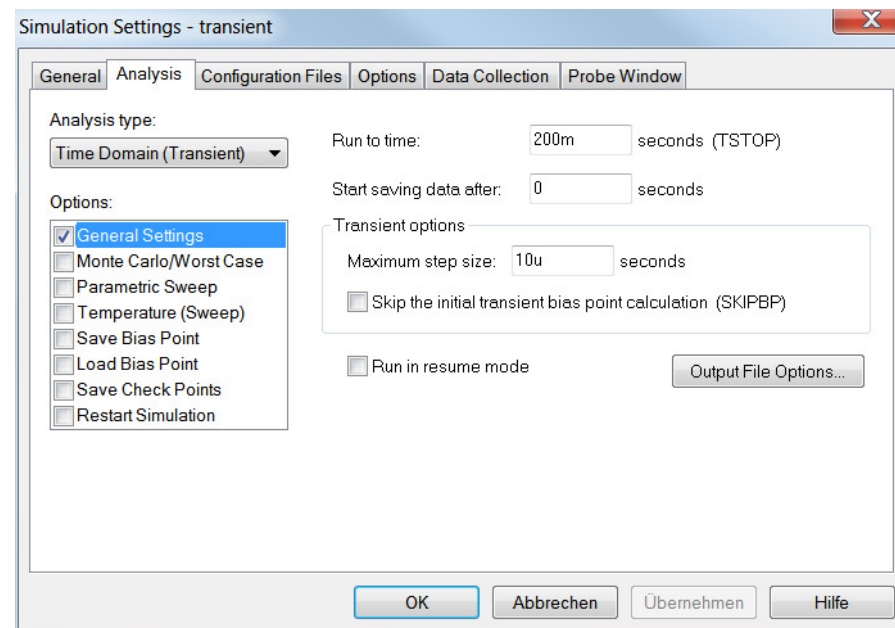 Simulation Settings - transient
General Analysis Configuration Files Options Data Collection Probe Window
Analysis type:
Time Domain (Transient)
Options:
General Settings
Monte Carlo/Worst Case
Parametric Sweep
Temperature (Sweep)
Save Bias Point
Load Bias Point
Save Check Points
Restart Simulation
Run to time: 200m seconds (TSTOP)
Start saving data after: 0 seconds
Transient options
Maximum step size: 10u seconds
Skip the initial transient bias point calculation (SKIPBP)
Run in resume mode
Output File Options...
OK Abbrechen Übernehmen Hilfe